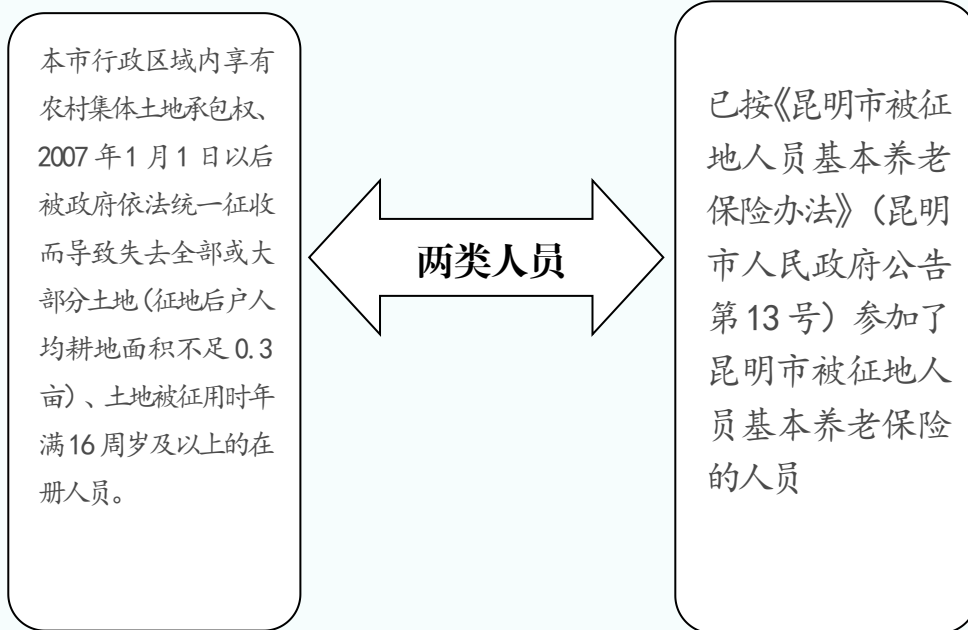 本市行政区域内享有
农村集体土地承包权、
2007年1月1日以后
被政府依法统一征收
而导致失去全部或大
部分土地（征地后户人
均耕地面积不足0.3
亩）、土地被征用时年
满16周岁及以上的在
册人员。
两类人员
已按《昆明市被征
地人员基本养老
保险办法》（昆明
市人民政府公告
第13号）参加了
昆明市被征地人
员基本养老保险
的人员